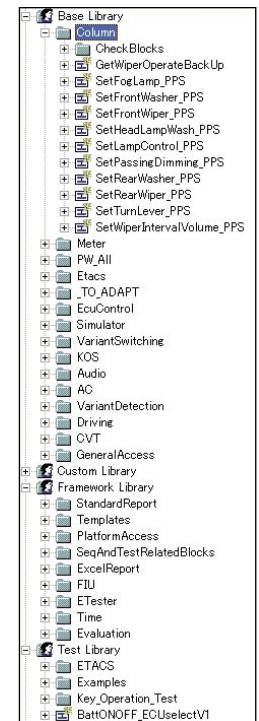 Base Library
Column
CheckBlocks
GetWiperOperateBackUp
SetFogLamp_PPS
SetFrontWasher_PPS
SetFrontWiper_PPS
SetHeadLampWash_PPS
SetLampControl_PPS
SetPassingDimming_PPS
SetRearWasher_PPS
SetRearWiper_PPS
SetTurnLever_PPS
SetWiperIntervalVolume_PPS
Meter
PW_All
Etacs
_TO_ADAPT
EcuControl
Simulator
VariantSwitching
KOS
Audio
AC
VariantDetection
Driving
CVT
GeneralAccess
Custom Library
Framework Library
StandardReport
Templates
PlatformAccess
SeqAndTestRelatedBlocks
ExcelReport
FIU
ETester
Time
Evaluation
Test Library
ETACS
Examples
Key_Operation_Test
BattONOFF_ECUselectV1